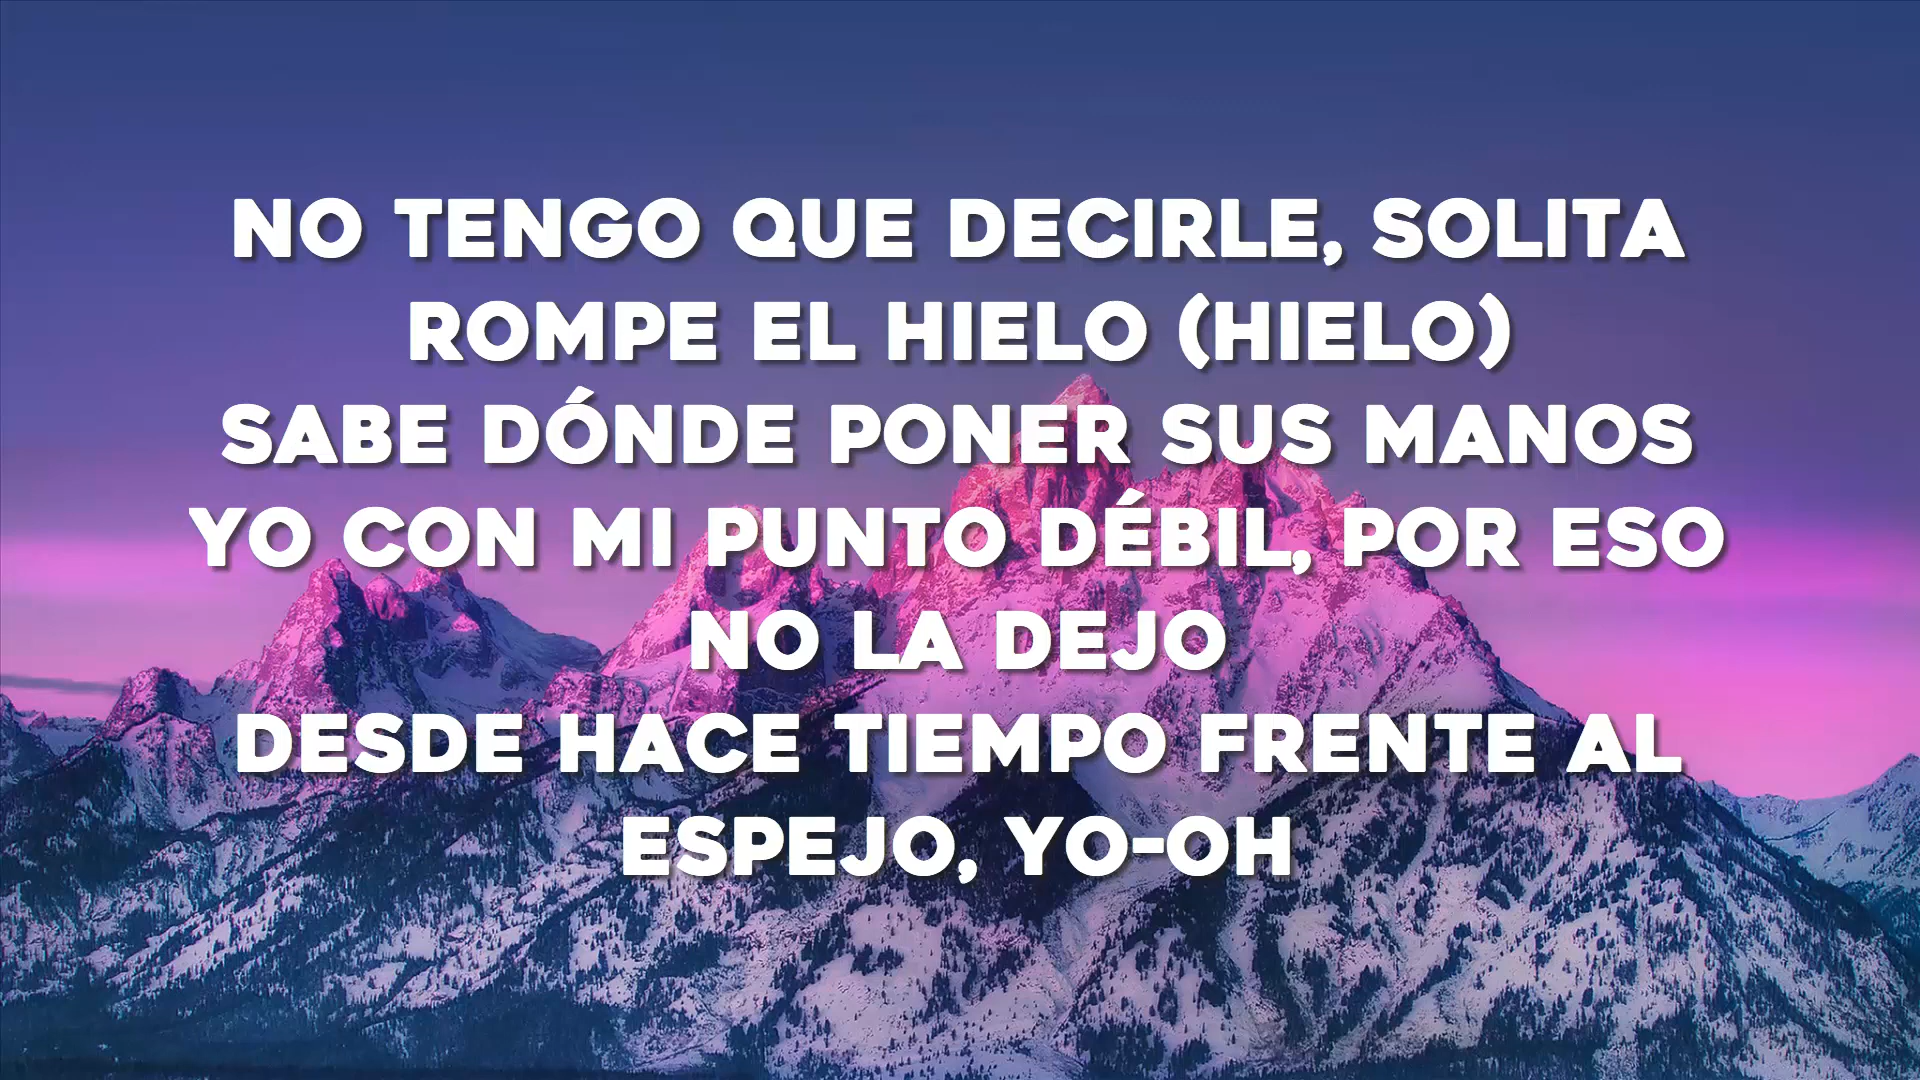 NO TENGO QUE DECIRLE, SOLITA
ROMPE EL HIELO (HIELO)
SABE DÓNDE PONER SUS MANOS
YO CON MI PUNTO DÉBIL, POR ESO
NO LA DEJO
DESDE HACE TIEMPO FRENTE AL
ESPEJO, YO-OH